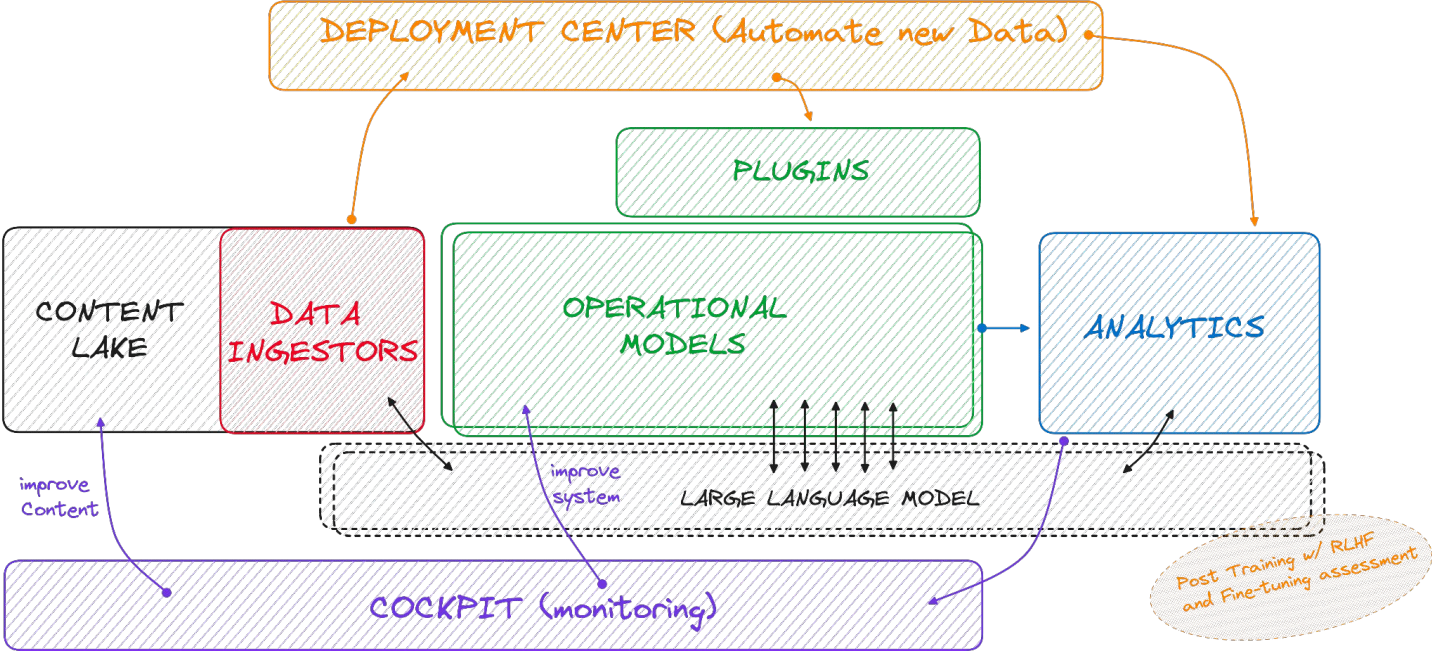 DEPLOYMENT CENTER (Automate new Data)
PLUGINS
CONTENT
LAKE
DATA
INGESTORS
OPERATIONAL
MODELS
ANALYTICS
improve
Content
improve
system
LARGE LANGUAGE MODEL
Post Training w/ RLHF
and Fine-tuning assessment
COCKPIT (monitoring)